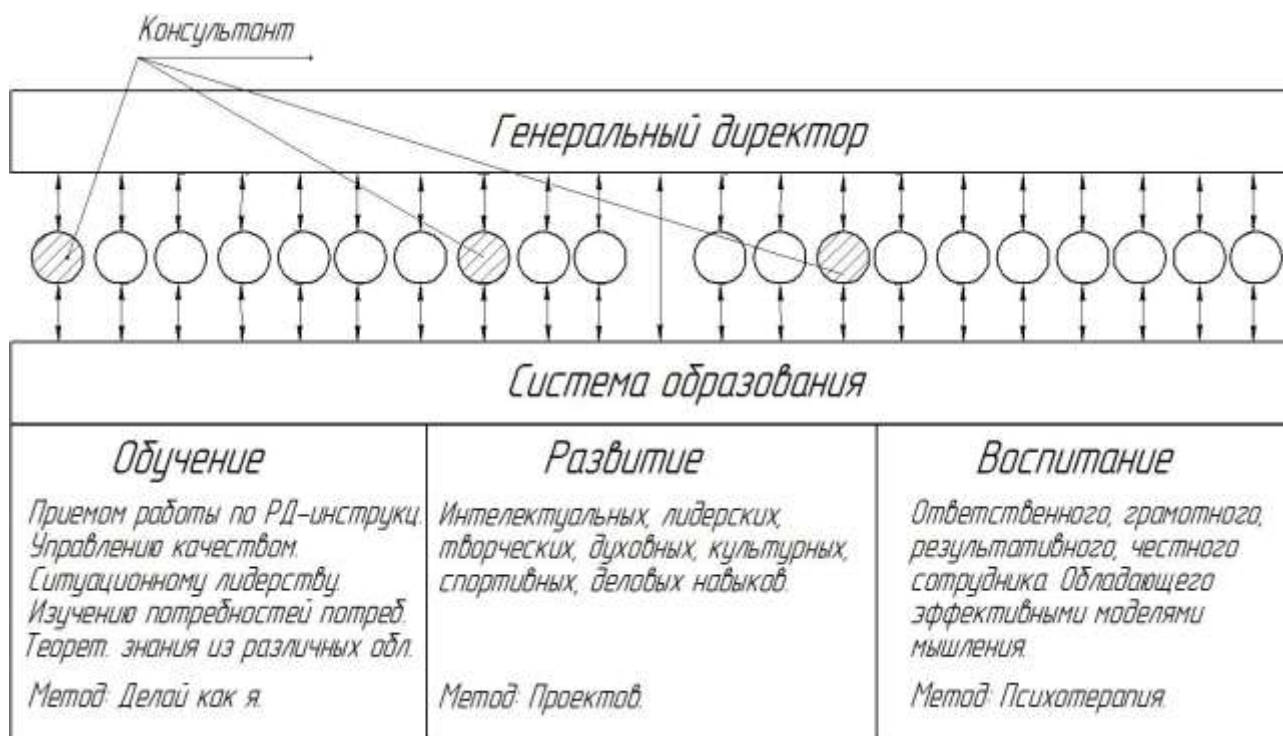 Консультант
Генеральный директор
Система образования
Обучение
Приемом работы по РД-инструкц.
Управлению качеством.
Ситуационному лидерству.
Изучению потребностей потреб.
Теорет. знания из различных обл.
Метод: Делай как я.
Развитие
Интелектуальных, лидерских,
творческих, духовных, культурных,
спортивных, деловых навыков.
Метод: Проектов.
Воспитание
Ответственного, грамотного,
результативного, честного
сотрудника. Обладающего
эффективными моделями
мышления.
Метод: Психотерапия.